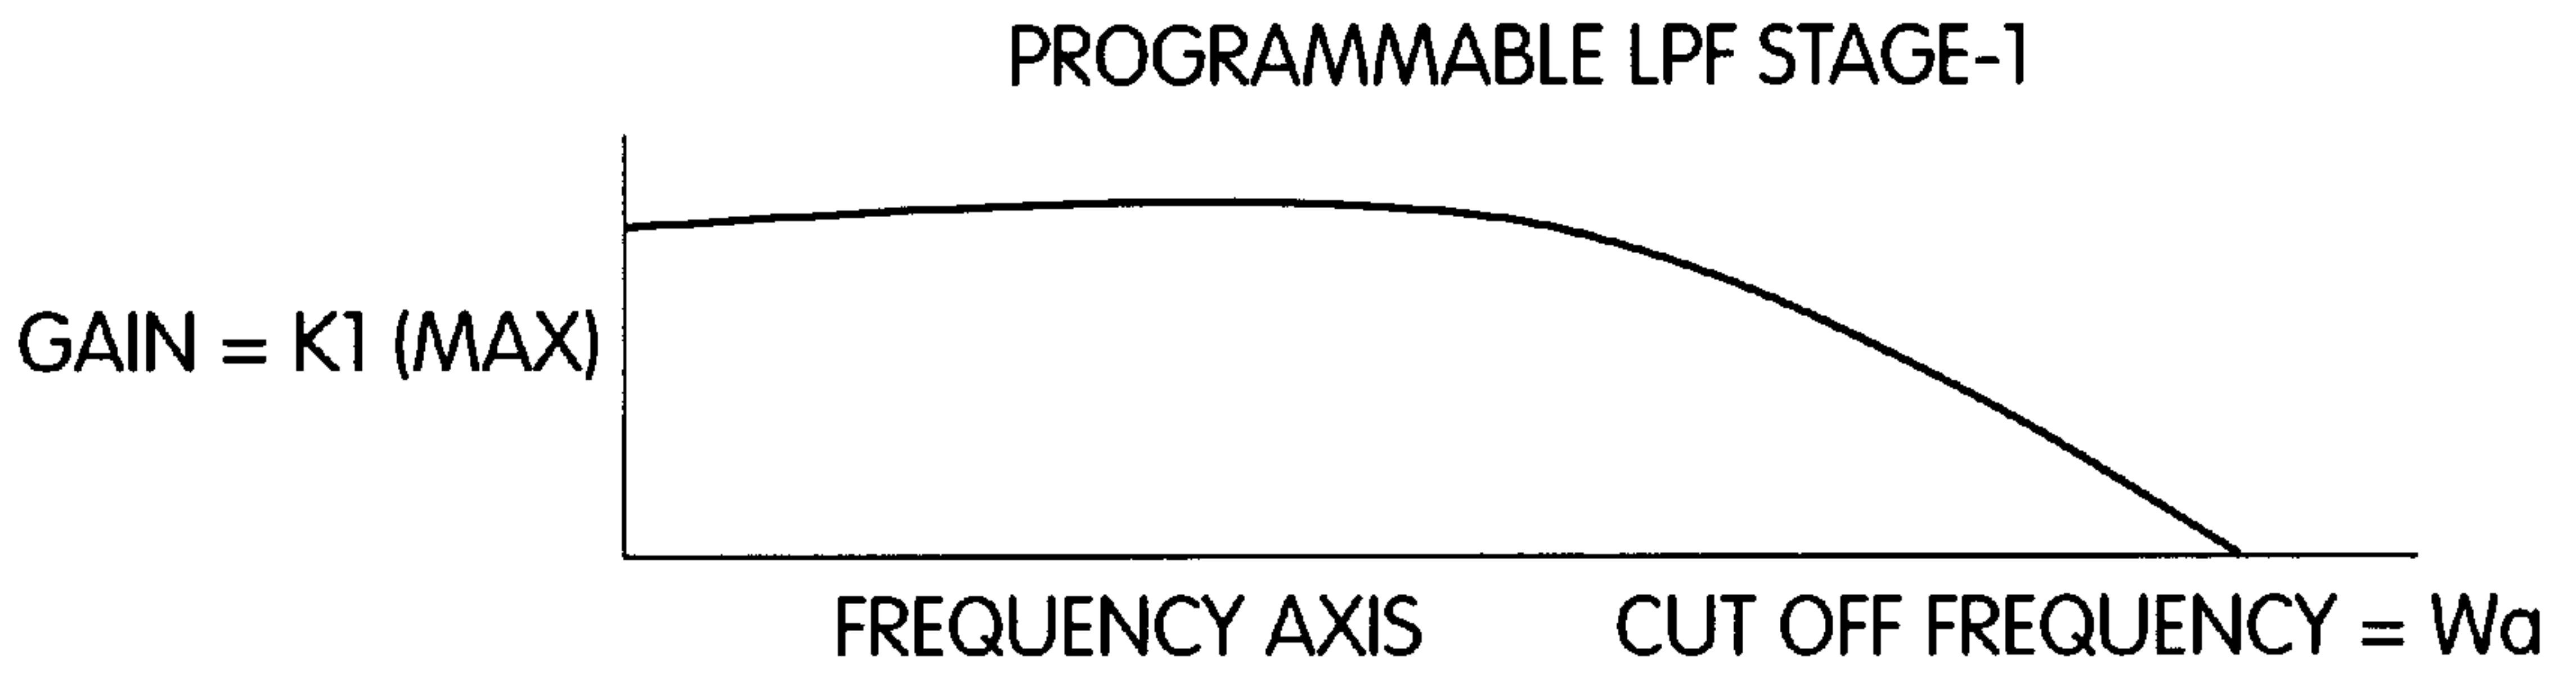 PROGRAMMABLE LPF STAGE-1
GAIN = K1 (MAX)
FREQUENCY AXIS
CUT OFF FREQUENCY = Wa